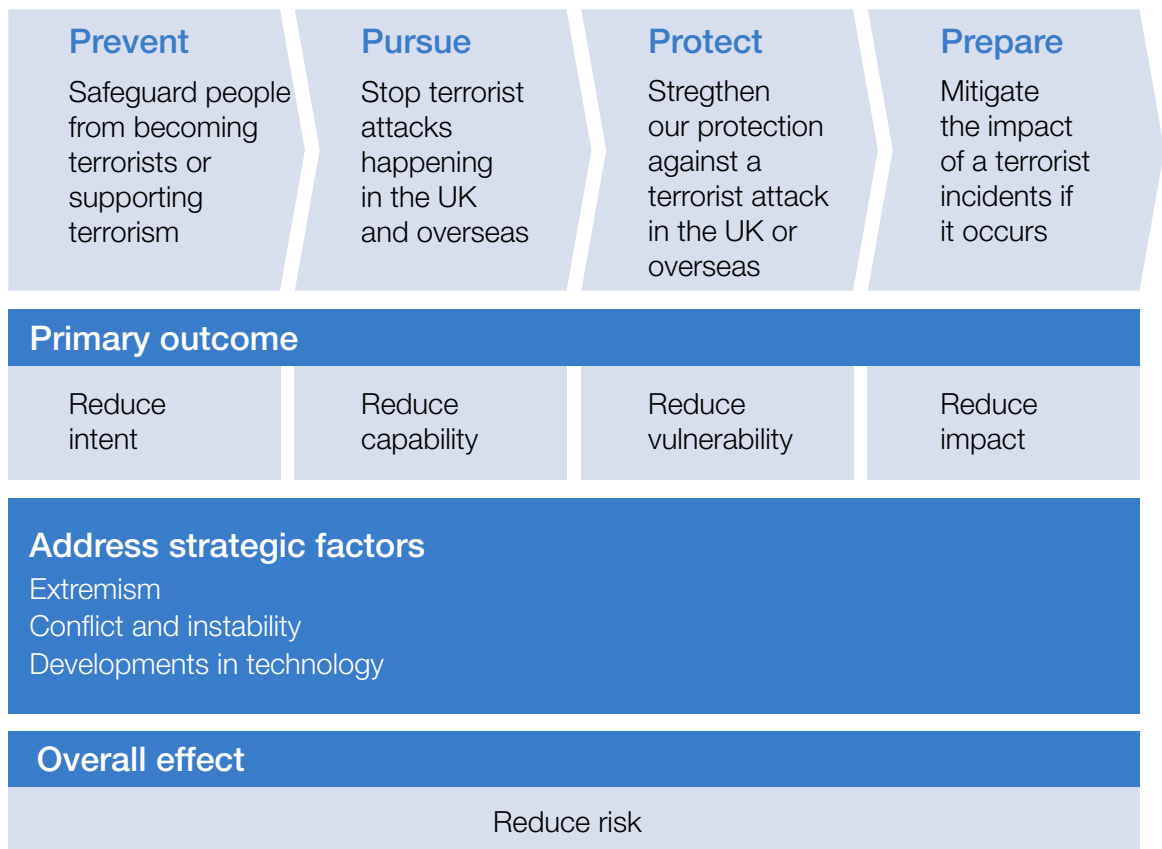 Prevent
Safeguard people
from becoming
terrorists or
supporting
terrorism
Pursue
Stop terrorist
attacks
happening
in the UK
and overseas
Protect
Stregthen
our protection
against a
terrorist attack
in the UK or
overseas
Prepare
Mitigate
the impact
of a terrorist
incidents if
it occurs
Primary outcome
Reduce
intent
Reduce
capability
Reduce
vulnerability
Reduce
impact
Address strategic factors
Extremism
Conflict and instability
Developments in technology
Overall effect
Reduce risk